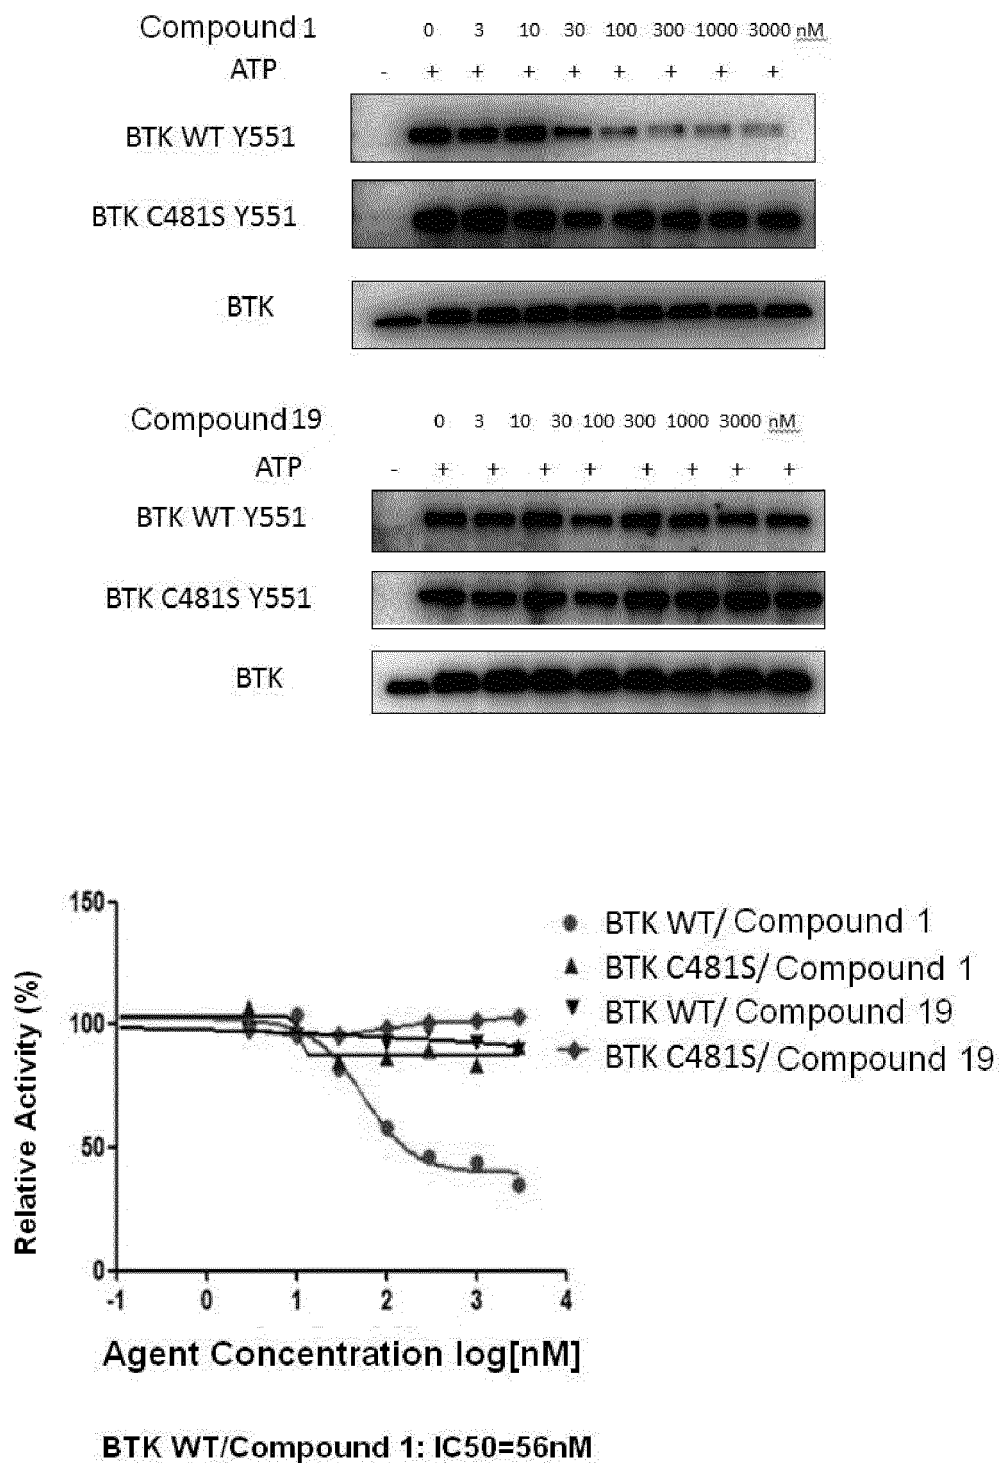 Compound 1 0 3 10 30 100 300 1000 3000 nM
ATP - + + + + + + + +
BTK WT Y551
BTK C481S Y551
BTK
Compound 19 0 3 10 30 100 300 1000 3000 nM
ATP - + + + + + + + +
BTK WT Y551
BTK C481S Y551
BTK
150
100
50
0
-1 0 1 2 3 4
Relative Activity (%)
Agent Concentration log[nM]
BTK WT/ Compound 1
BTK C481S/ Compound 1
BTK WT/ Compound 19
BTK C481S/ Compound 19
BTK WT/Compound 1: IC50=56nM